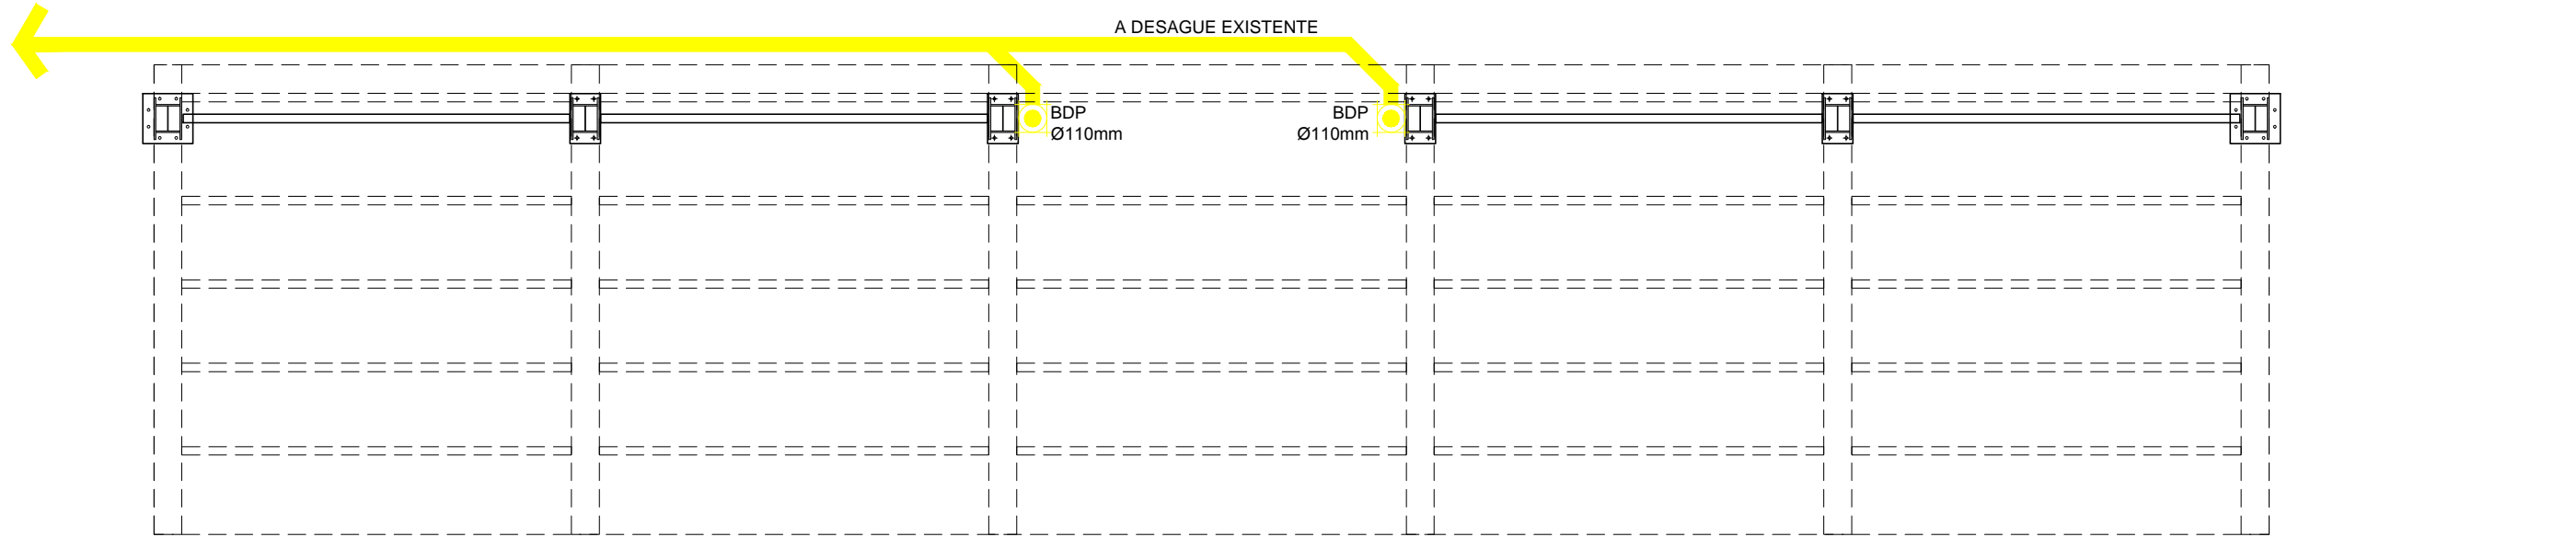 A DESAGUE EXISTENTE
BDP
Ø110mm
BDP
Ø110mm